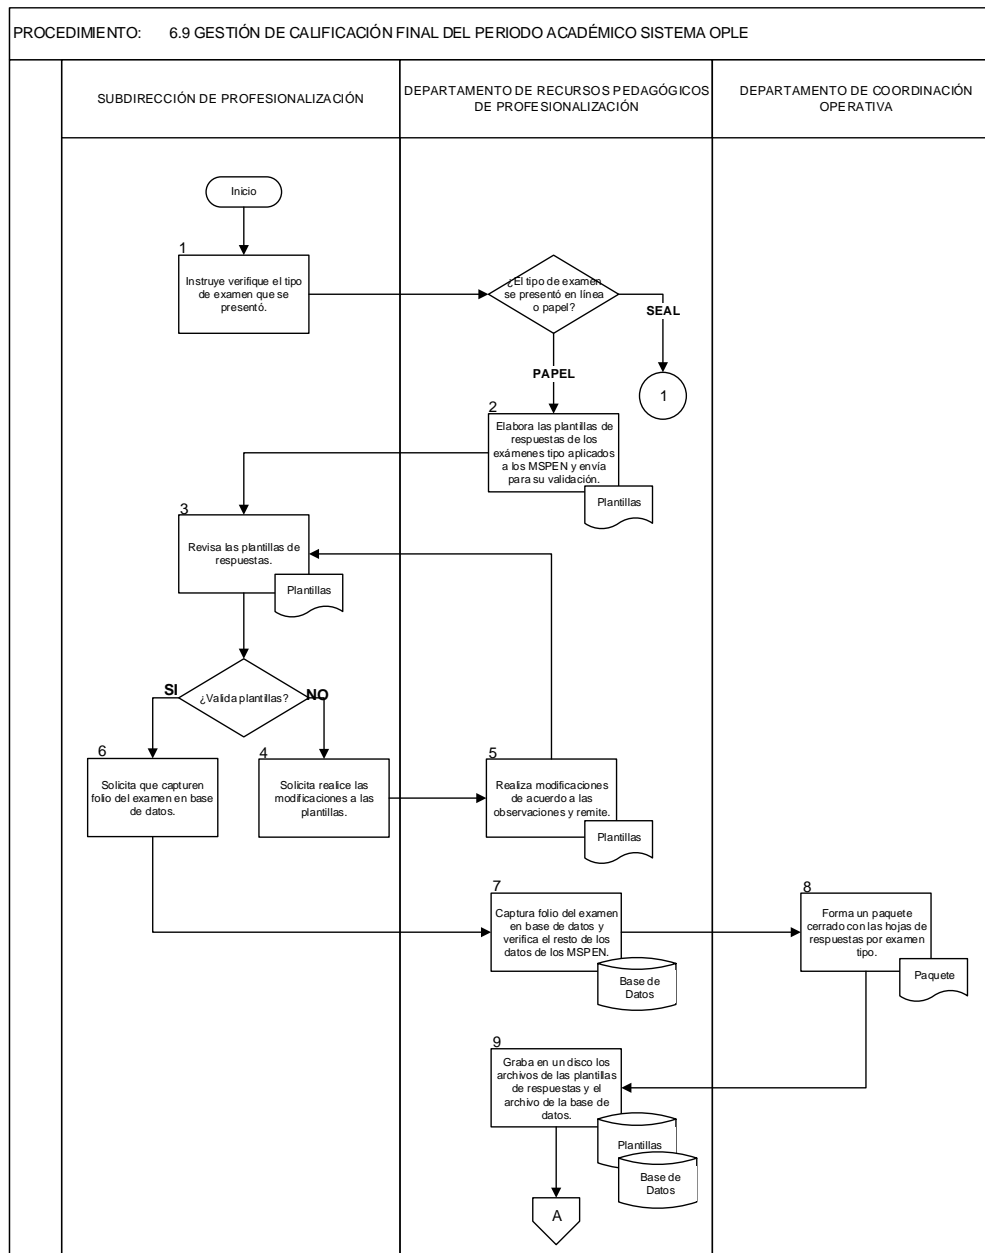 PROCEDIMIENTO: 6.9 GESTIÓN DE CALIFICACIÓN FINAL DEL PERIODO ACADÉMICO SISTEMA OPLE
SUBDIRECCIÓN DE PROFESIONALIZACIÓN
DEPARTAMENTO DE RECURSOS PEDAGÓGICOS
DE PROFESIONALIZACIÓN
DEPARTAMENTO DE COORDINACIÓN
OPERATIVA
Inicio
1
Instruye verifique el tipo
de examen que se
presentó.
¿El tipo de examen
se presentó en línea
o papel?
SEAL
1
PAPEL
2
Elabora las plantillas de
respuestas de los
exámenes tipo aplicados
a los MSPEN y envía
para su validación.
Plantillas
3
Revisa las plantillas de
respuestas.
Plantillas
¿Valida plantillas?
SI
NO
6
Solicita que capturen
folio del examen en base
de datos.
4
Solicita realice las
modificaciones a las
plantillas.
5
Realiza modificaciones
de acuerdo a las
observaciones y remite.
Plantillas
7
Captura folio del examen
en base de datos y
verifica el resto de los
datos de los MSPEN.
Base de
Datos
8
Forma un paquete
cerrado con las hojas de
respuestas por examen
tipo.
Paquete
9
Graba en un disco los
archivos de las plantillas
de respuestas y el
archivo de la base de
datos.
Plantillas
Base de
Datos
A